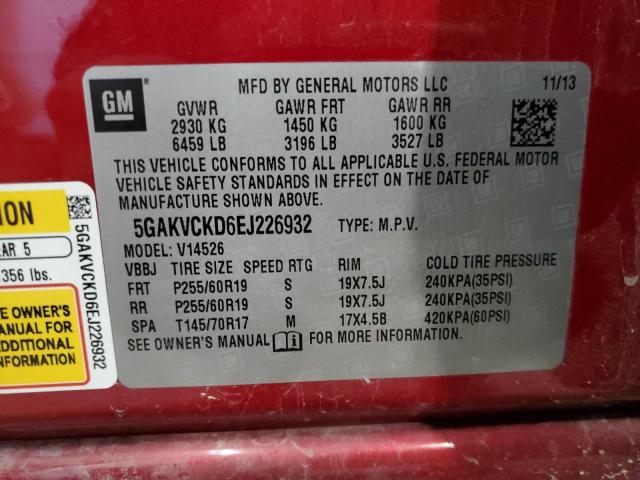 GM
MFD BY GENERAL MOTORS LLC 11/13
GVWR GAWR FRT GAWR RR
2930 KG 1450 KG 1600 KG
6459 LB 3196 LB 3527 LB
THIS VEHICLE CONFORMS TO ALL APPLICABLE U.S. FEDERAL MOTOR
VEHICLE SAFETY STANDARDS IN EFFECT ON THE DATE OF
MANUFACTURE SHOWN ABOVE.
5GAKVCKD6EJ226932 TYPE: M.P.V.
MODEL: V14526
VBBJ TIRE SIZE SPEED RTG RIM COLD TIRE PRESSURE
FRT P255/60R19 S 19X7.5J 240KPA(35PSI)
RR P255/60R19 S 19X7.5J 240KPA(35PSI)
SPA T145/70R17 M 17X4.5B 420KPA(60PSI)
SEE OWNER'S MANUAL FOR MORE INFORMATION.
ION
AR 5
356 lbs.
EE OWNER'S
ANUAL FOR
ADDITIONAL
FORMATION
5GAKVCKD6EJ226932